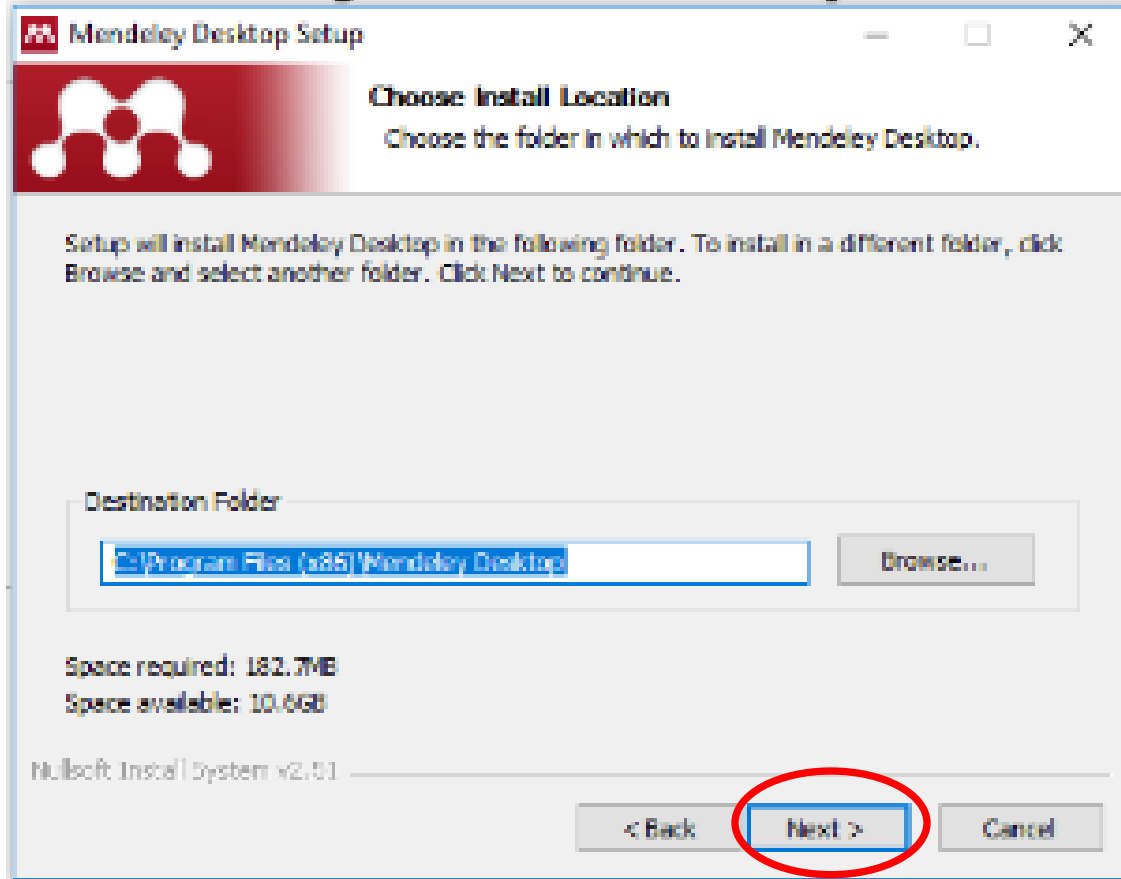 Mendeley Desktop Setup
Choose Install Location
Choose the folder in which to install Mendeley Desktop.
Setup will install Mendeley Desktop in the following folder. To install in a different folder, click
Browse and select another folder. Click Next to continue.
Destination Folder
C:\Program Files (x86)\Mendeley Desktop
Browse...
Space required: 182.7MB
Space available: 10.6GB
Nullsoft Install System
< Back
Next >
Cancel